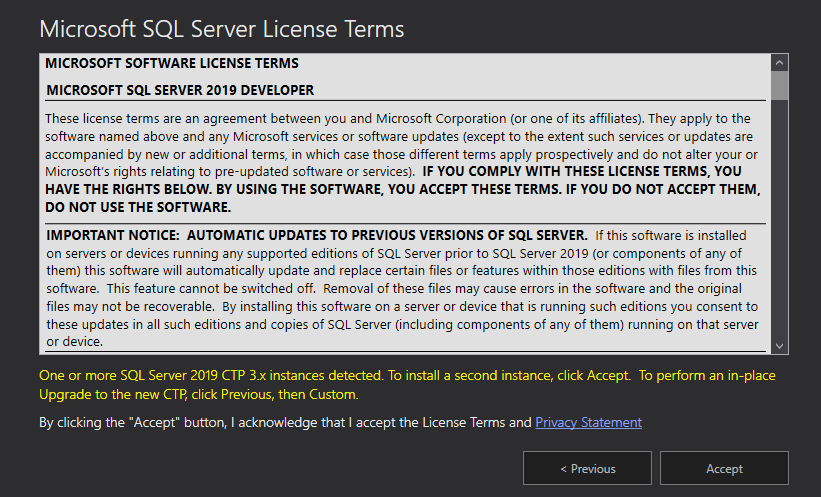 Microsoft SQL Server License Terms
MICROSOFT SOFTWARE LICENSE TERMS
MICROSOFT SQL SERVER 2019 DEVELOPER
These license terms are an agreement between you and Microsoft Corporation (or one of its affiliates). They apply to the
software named above and any Microsoft services or software updates (except to the extent such services or updates are
accompanied by new or additional terms, in which case those different terms apply prospectively and do not alter your or
Microsoft's rights relating to pre-updated software or services).  IF YOU COMPLY WITH THESE LICENSE TERMS, YOU
HAVE THE RIGHTS BELOW. BY USING THE SOFTWARE, YOU ACCEPT THESE TERMS. IF YOU DO NOT ACCEPT THEM,
DO NOT USE THE SOFTWARE.
IMPORTANT NOTICE:  AUTOMATIC UPDATES TO PREVIOUS VERSIONS OF SQL SERVER.  If this software is installed
on servers or devices running any supported editions of SQL Server prior to SQL Server 2019 (or components of any of
them) this software will automatically update and replace certain files or features within those editions with files from this
software.  This feature cannot be switched off.  Removal of these files may cause errors in the software and the original
files may not be recoverable.  By installing this software on a server or device that is running such editions you consent to
these updates in all such editions and copies of SQL Server (including components of any of them) running on that server
or device.
One or more SQL Server 2019 CTP 3.x instances detected. To install a second instance, click Accept.  To perform an in-place
Upgrade to the new CTP, click Previous, then Custom.
By clicking the "Accept" button, I acknowledge that I accept the License Terms and Privacy Statement
< Previous
Accept